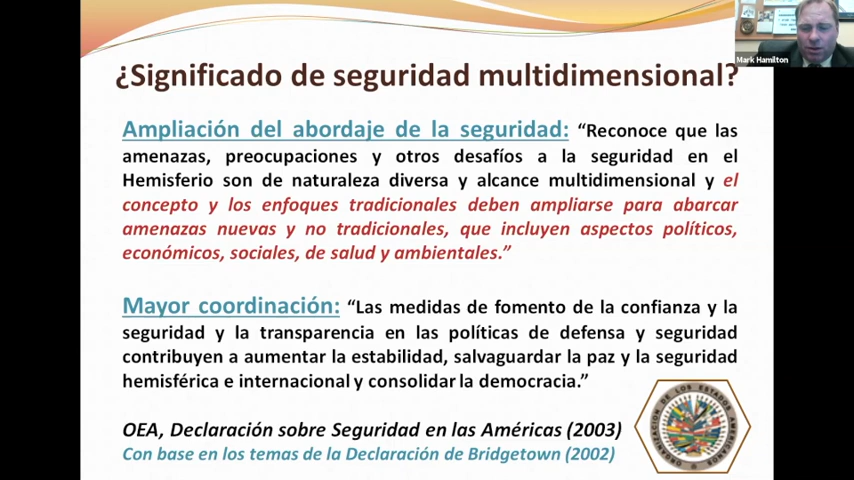 Mark Hamilton
¿Significado de seguridad multidimensional?
Ampliación del abordaje de la seguridad: “Reconoce que las
amenazas, preocupaciones y otros desafíos a la seguridad en el
Hemisferio son de naturaleza diversa y alcance multidimensional y el
concepto y los enfoques tradicionales deben ampliarse para abarcar
amenazas nuevas y no tradicionales, que incluyen aspectos políticos,
económicos, sociales, de salud y ambientales.”
Mayor coordinación: “Las medidas de fomento de la confianza y la
seguridad y la transparencia en las políticas de defensa y seguridad
contribuyen a aumentar la estabilidad, salvaguardar la paz y la seguridad
hemisférica e internacional y consolidar la democracia.”
OEA, Declaración sobre Seguridad en las Américas (2003)
Con base en los temas de la Declaración de Bridgetown (2002)
ORGANIZACIÓN DE LOS ESTADOS AMERICANOS